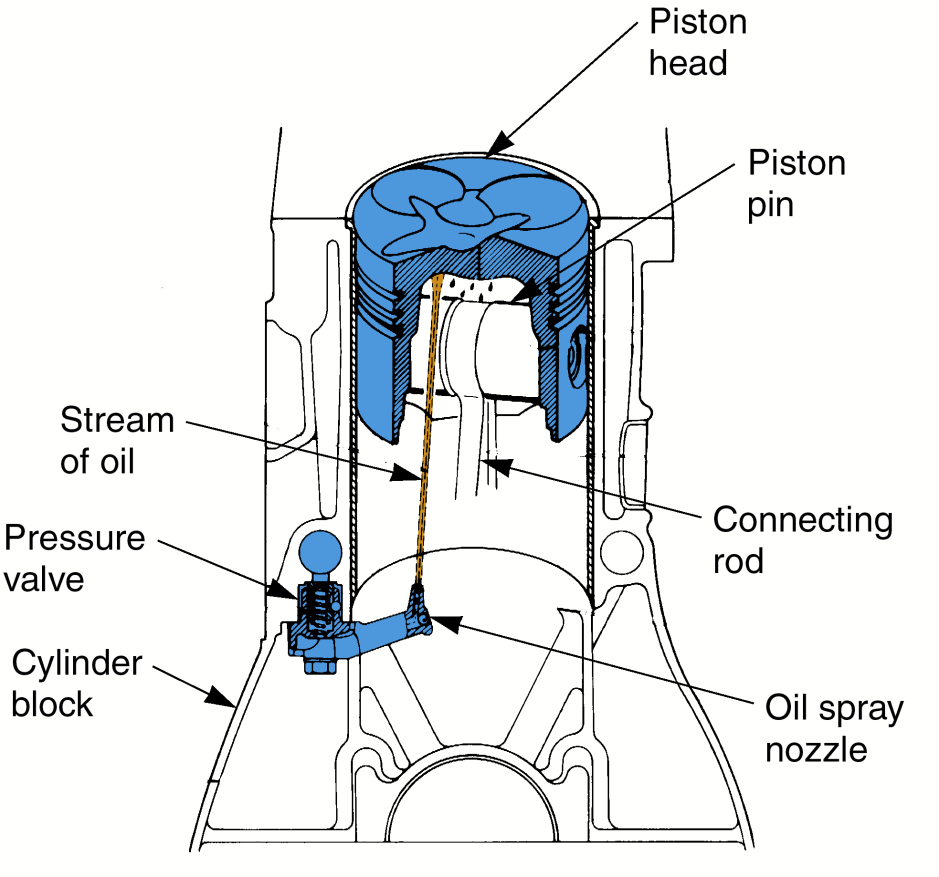 Piston
head
Piston
pin
Stream
of oil
Pressure
valve
Connecting
rod
Cylinder
block
Oil spray
nozzle